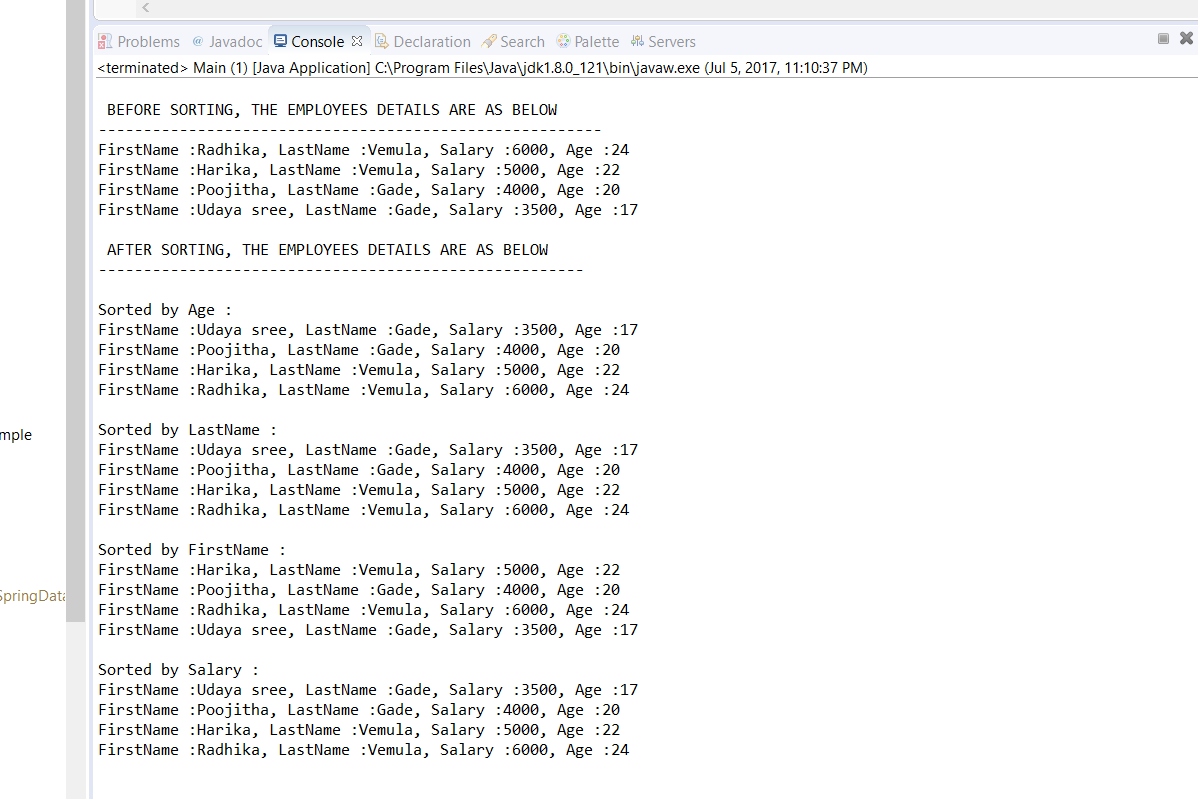 Problems @ Javadoc Console Declaration Search Palette Servers
<terminated> Main (1) [Java Application] C:\Program Files\Java\jdk1.8.0_121\bin\javaw.exe (Jul 5, 2017, 11:10:37 PM)
BEFORE SORTING, THE EMPLOYEES DETAILS ARE AS BELOW
--------------------------------------------------------
FirstName :Radhika, LastName :Vemula, Salary :6000, Age :24
FirstName :Harika, LastName :Vemula, Salary :5000, Age :22
FirstName :Poojitha, LastName :Gade, Salary :4000, Age :20
FirstName :Udaya sree, LastName :Gade, Salary :3500, Age :17
AFTER SORTING, THE EMPLOYEES DETAILS ARE AS BELOW
------------------------------------------------------
Sorted by Age :
FirstName :Udaya sree, LastName :Gade, Salary :3500, Age :17
FirstName :Poojitha, LastName :Gade, Salary :4000, Age :20
FirstName :Harika, LastName :Vemula, Salary :5000, Age :22
FirstName :Radhika, LastName :Vemula, Salary :6000, Age :24
Sorted by LastName :
mple
FirstName :Udaya sree, LastName :Gade, Salary :3500, Age :17
FirstName :Poojitha, LastName :Gade, Salary :4000, Age :20
FirstName :Harika, LastName :Vemula, Salary :5000, Age :22
FirstName :Radhika, LastName :Vemula, Salary :6000, Age :24
Sorted by FirstName :
FirstName :Harika, LastName :Vemula, Salary :5000, Age :22
FirstName :Poojitha, LastName :Gade, Salary :4000, Age :20
SpringData
FirstName :Radhika, LastName :Vemula, Salary :6000, Age :24
FirstName :Udaya sree, LastName :Gade, Salary :3500, Age :17
Sorted by Salary :
FirstName :Udaya sree, LastName :Gade, Salary :3500, Age :17
FirstName :Poojitha, LastName :Gade, Salary :4000, Age :20
FirstName :Harika, LastName :Vemula, Salary :5000, Age :22
FirstName :Radhika, LastName :Vemula, Salary :6000, Age :24